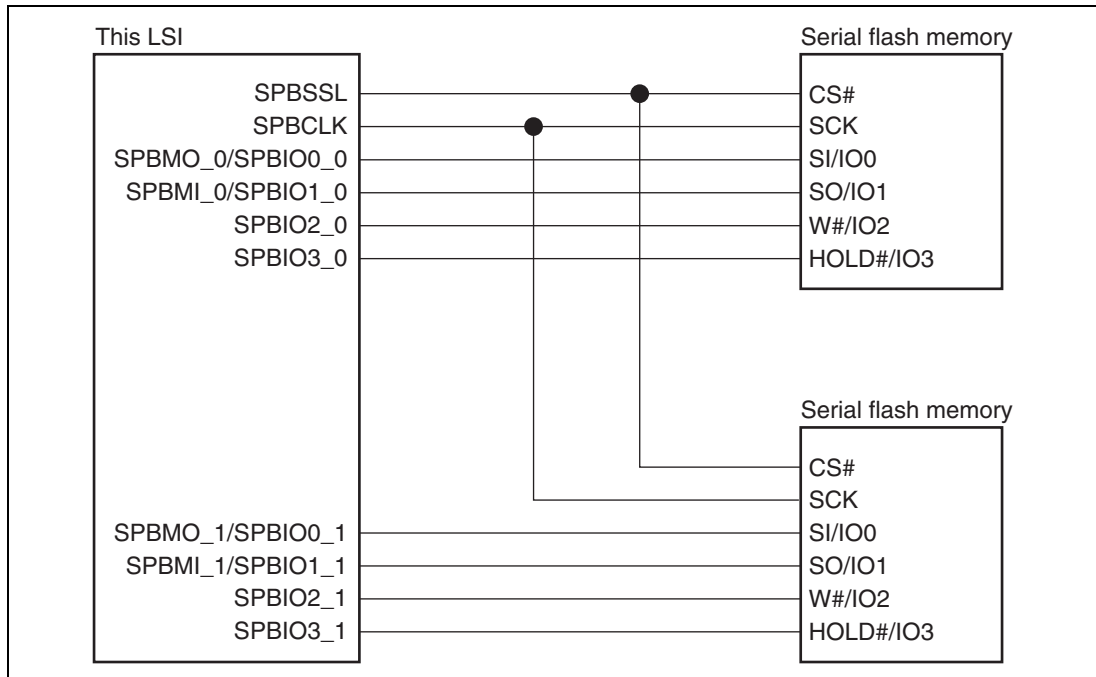 This LSI
SPBSSL
SPBCLK
SPBMO_0/SPBIO0_0
SPBMI_0/SPBIO1_0
SPBIO2_0
SPBIO3_0
SPBMO_1/SPBIO0_1
SPBMI_1/SPBIO1_1
SPBIO2_1
SPBIO3_1
Serial flash memory
CS#
SCK
SI/IO0
SO/IO1
W#/IO2
HOLD#/IO3
Serial flash memory
CS#
SCK
SI/IO0
SO/IO1
W#/IO2
HOLD#/IO3